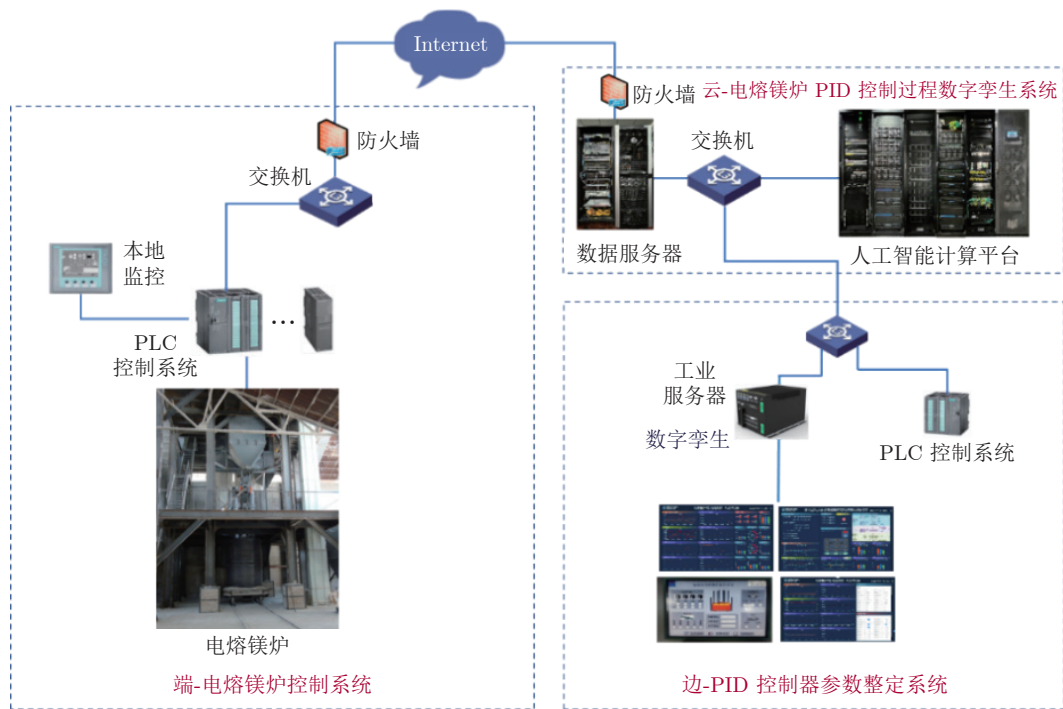 Internet
防火墙
云-电熔镁炉 PID 控制过程数字孪生系统
防火墙
交换机
交换机
数据服务器
人工智能计算平台
本地
监控
PLC
控制系统
…
工业
服务器
数字孪生
PLC 控制系统
电熔镁炉
端-电熔镁炉控制系统
边-PID 控制器参数整定系统